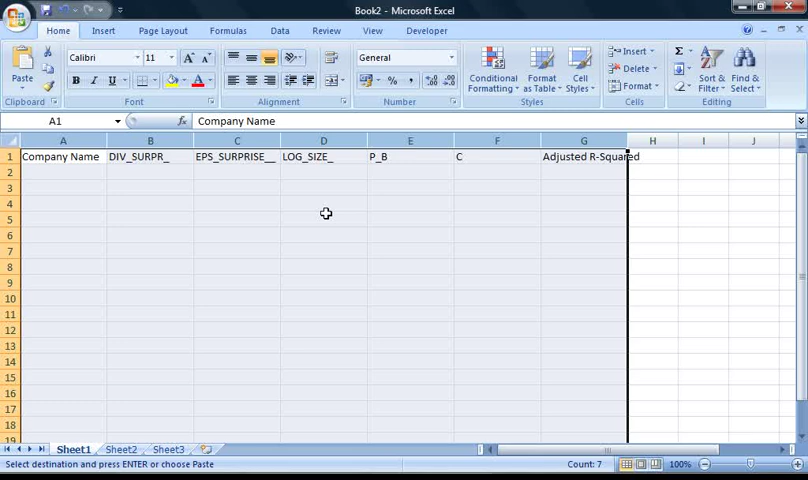 Book2 - Microsoft Excel
Home Insert Page Layout Formulas Data Review View Developer
Paste
Clipboard
Calibri 11
B I U
Font
Alignment
General
$ % ,
Number
Conditional Formatting
Format as Table
Cell Styles
Styles
Insert
Delete
Format
Cells
Σ
Sort & Filter
Find & Select
Editing
A1 fx Company Name
A B C D E F G H I J
1 Company Name DIV_SURPR_ EPS_SURPRISE__ LOG_SIZE_ P_B C Adjusted R-Squared
2
3
4
5
6
7
8
9
10
11
12
13
14
15
16
17
18
19
Sheet1 Sheet2 Sheet3
Select destination and press ENTER or choose Paste Count: 7 100%